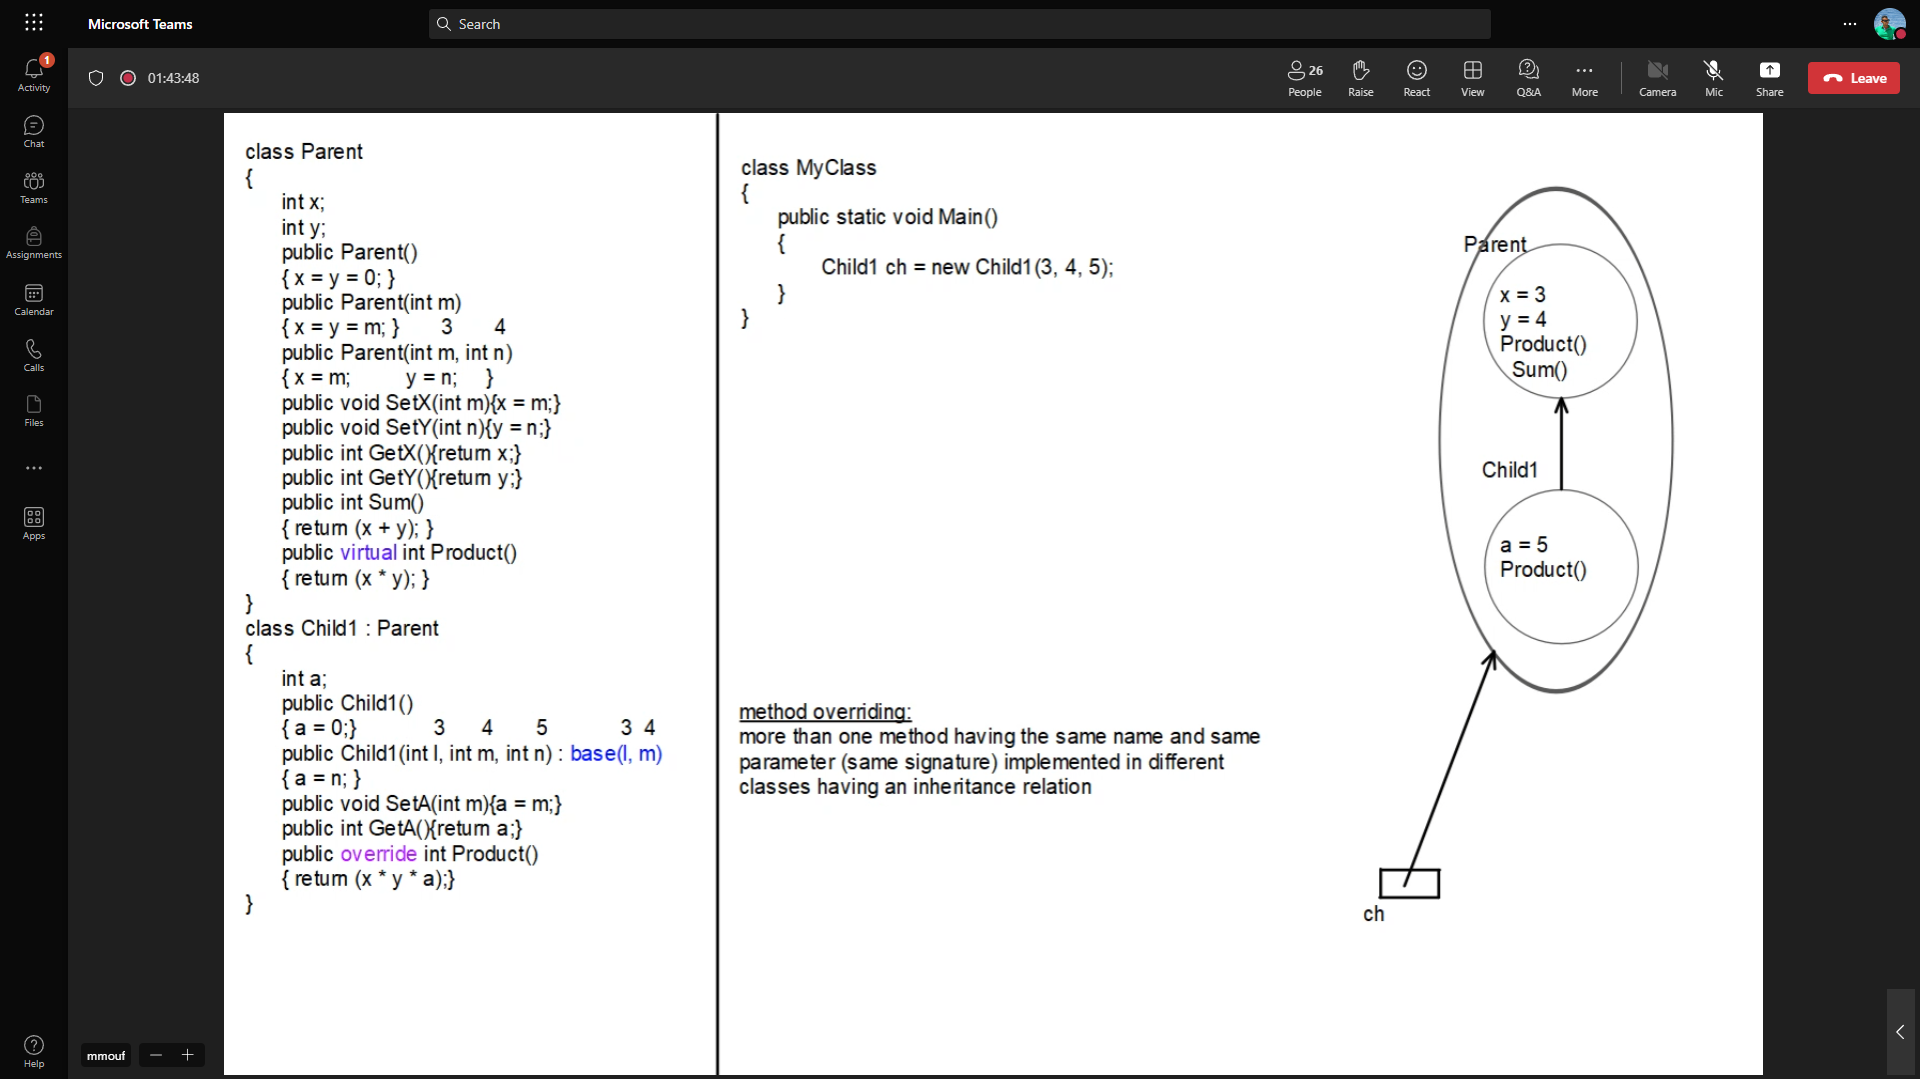 Microsoft Teams
Search
1
Activity
Chat
Teams
Assignments
Calendar
Calls
Files
Apps
Help
01:43:48
26
People
Raise
React
View
Q&A
More
Camera
Mic
Share
Leave
class Parent
{
int x;
int y;
public Parent()
{ x = y = 0; }
public Parent(int m)
{ x = y = m; } 3 4
public Parent(int m, int n)
{ x = m; y = n; }
public void SetX(int m){x = m;}
public void SetY(int n){y = n;}
public int GetX(){return x;}
public int GetY(){return y;}
public int Sum()
{ return (x + y); }
public virtual int Product()
{ return (x * y); }
}
class Child1 : Parent
{
int a;
public Child1()
{ a = 0;} 3 4 5 3 4
public Child1(int l, int m, int n) : base(l, m)
{ a = n; }
public void SetA(int m){a = m;}
public int GetA(){return a;}
public override int Product()
{ return (x * y * a);}
}
class MyClass
{
public static void Main()
{
Child1 ch = new Child1(3, 4, 5);
}
}
method overriding:
more than one method having the same name and same
parameter (same signature) implemented in different
classes having an inheritance relation
Parent
x = 3
y = 4
Product()
Sum()
Child1
a = 5
Product()
ch
mmouf